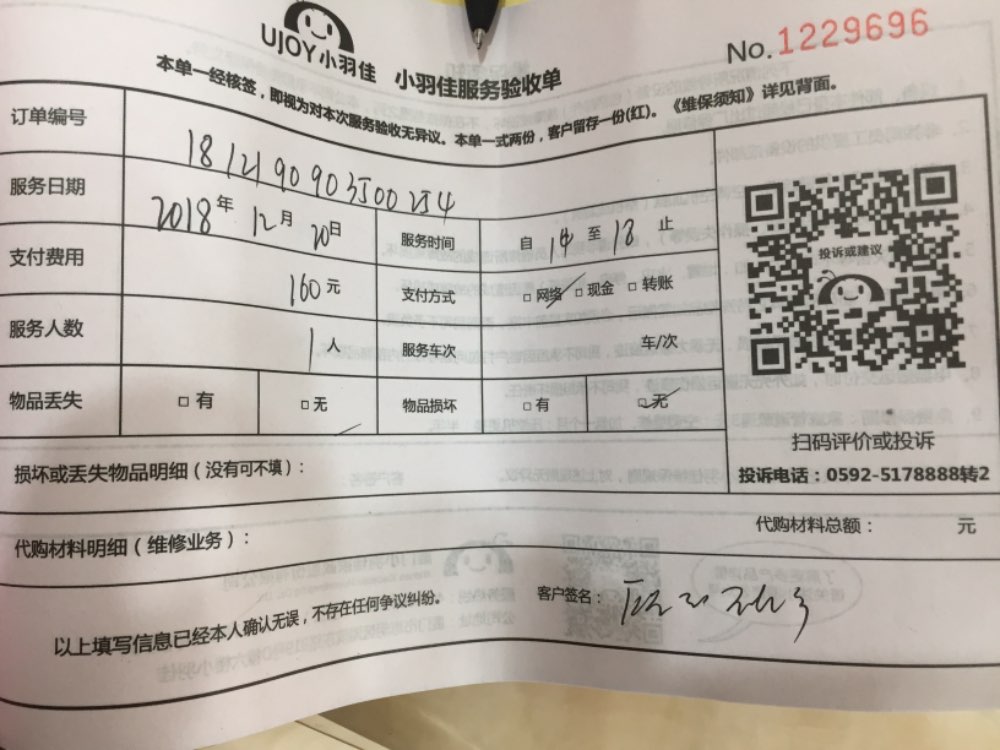 UJOY小羽佳 小羽佳服务验收单
No.1229696
本单一经核签，即视为对本次服务验收无异议。本单一式两份，客户留存一份(红)。《维保须知》详见背面。
订单编号
服务日期 2018年 12月 20日 服务时间 自 14 至 18 止
支付费用 160元 支付方式 □网络 □现金 □转账
服务人数 1人 服务车次 车/次
物品丢失 □有 □无 物品损坏 □有 □无
投诉或建议
扫码评价或投诉
投诉电话：0592-5178888转2
损坏或丢失物品明细（没有可不填）：
代购材料明细（维修业务）： 代购材料总额： 元
以上填写信息已经本人确认无误，不存在任何争议纠纷。 客户签名：